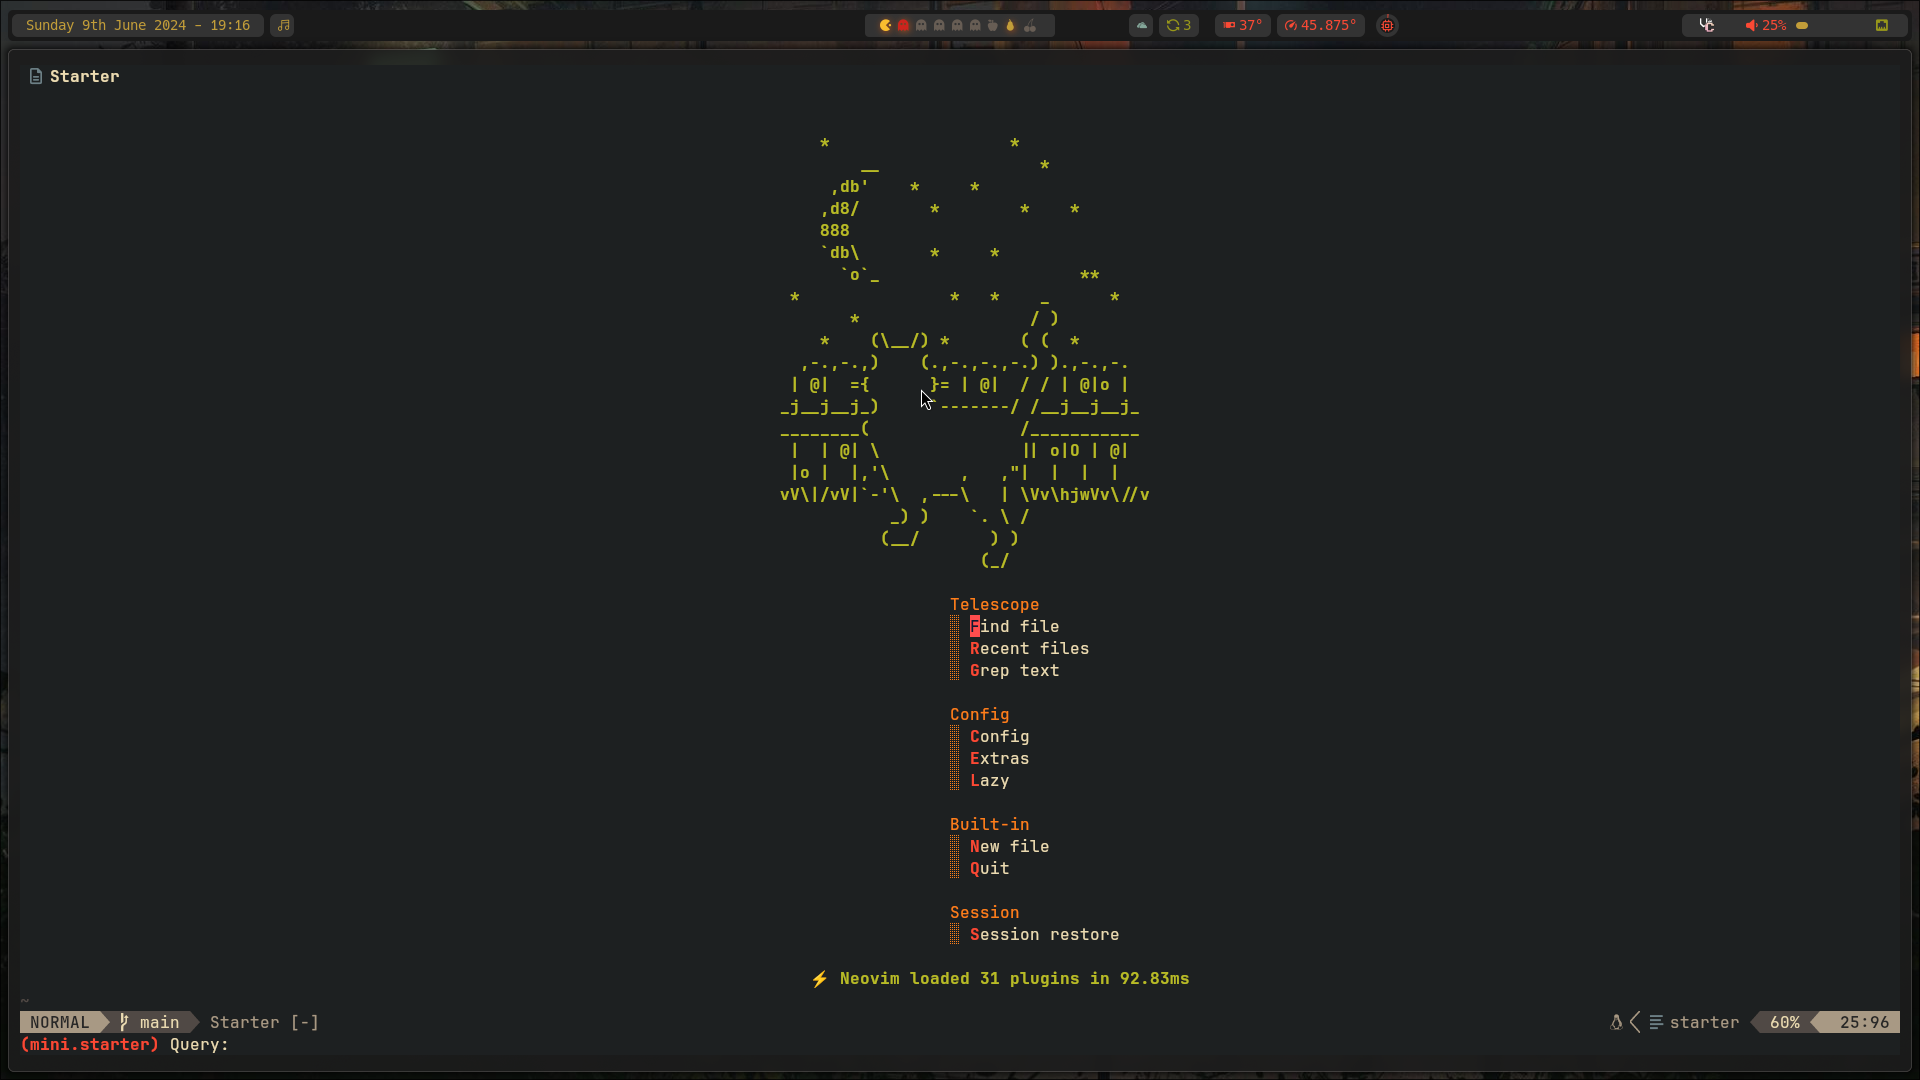 Sunday 9th June 2024 - 19:16
3
37°
45.875°
25%
Starter
           *                  *
               __                *
            ,db'    *     *
           ,d8/       *        *    *
           888
           `db\       *     *
             `o`_                    **
        *               *   *    _      *
              *                 / )
           *    (\__/) *       ( (  *
         ,-.,-.,)    (.,-.,-.,-.) ).,-.,-.
        | @|  ={      }= | @|  / / | @|o |
       _j__j__j_)     `-------/ /__j__j__j_
       ________(               /___________
        |  | @| \              || o|O | @|
        |o |  |,'\       ,   ,"|  |  |  |
       vV\|/vV|`-'\  ,---\   | \Vv\hjwVv\//v
                  _) )    `. \ /
                 (__/       ) )
                           (_/
Telescope
Find file
Recent files
Grep text
Config
Config
Extras
Lazy
Built-in
New file
Quit
Session
Session restore
⚡ Neovim loaded 31 plugins in 92.83ms
~
NORMAL main Starter [-] starter 60% 25:96
(mini.starter) Query: